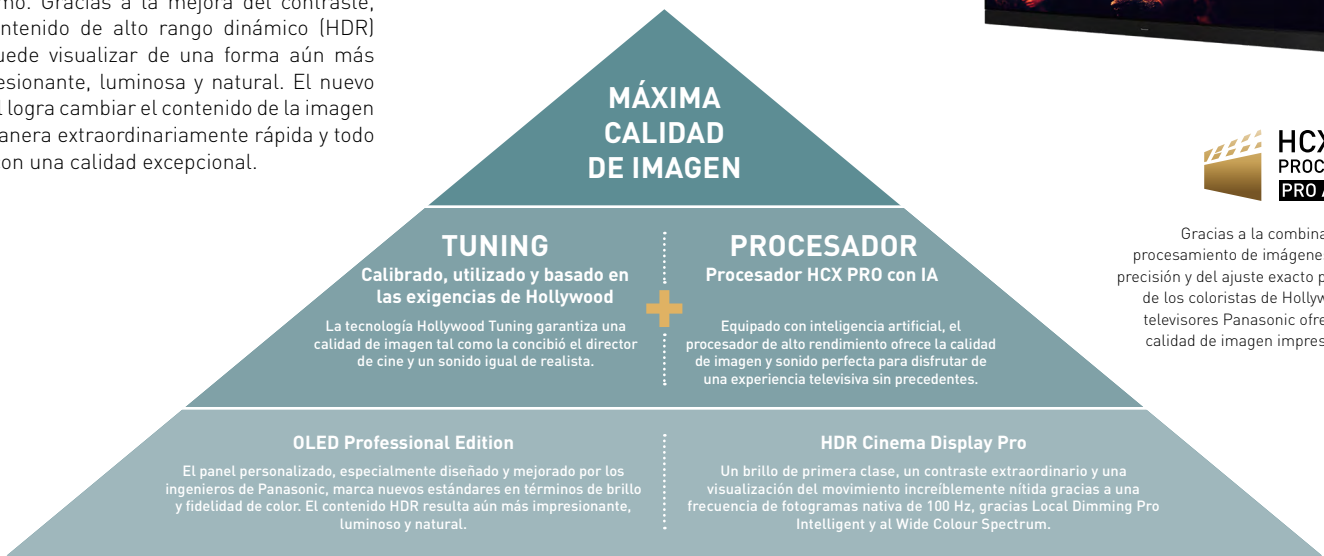 mo. Gracias a la mejora del contraste,
ntenido de alto rango dinámico (HDR)
uede visualizar de una forma aún más
esionante, luminosa y natural. El nuevo
l logra cambiar el contenido de la imagen
anera extraordinariamente rápida y todo
on una calidad excepcional.
MÁXIMA
CALIDAD
DE IMAGEN
HCX
PROC
PRO A
Gracias a la combina
procesamiento de imágenes
precisión y del ajuste exacto p
de los coloristas de Hollyw
televisores Panasonic ofre
calidad de imagen impres
TUNING
Calibrado, utilizado y basado en
las exigencias de Hollywood
La tecnología Hollywood Tuning garantiza una
calidad de imagen tal como la concibió el director
de cine y un sonido igual de realista.
+
PROCESADOR
Procesador HCX PRO con IA
Equipado con inteligencia artificial, el
procesador de alto rendimiento ofrece la calidad
de imagen y sonido perfecta para disfrutar de
una experiencia televisiva sin precedentes.
OLED Professional Edition
El panel personalizado, especialmente diseñado y mejorado por los
ingenieros de Panasonic, marca nuevos estándares en términos de brillo
y fidelidad de color. El contenido HDR resulta aún más impresionante,
luminoso y natural.
HDR Cinema Display Pro
Un brillo de primera clase, un contraste extraordinario y una
visualización del movimiento increíblemente nítida gracias a una
frecuencia de fotogramas nativa de 100 Hz, gracias Local Dimming Pro
Intelligent y al Wide Colour Spectrum.